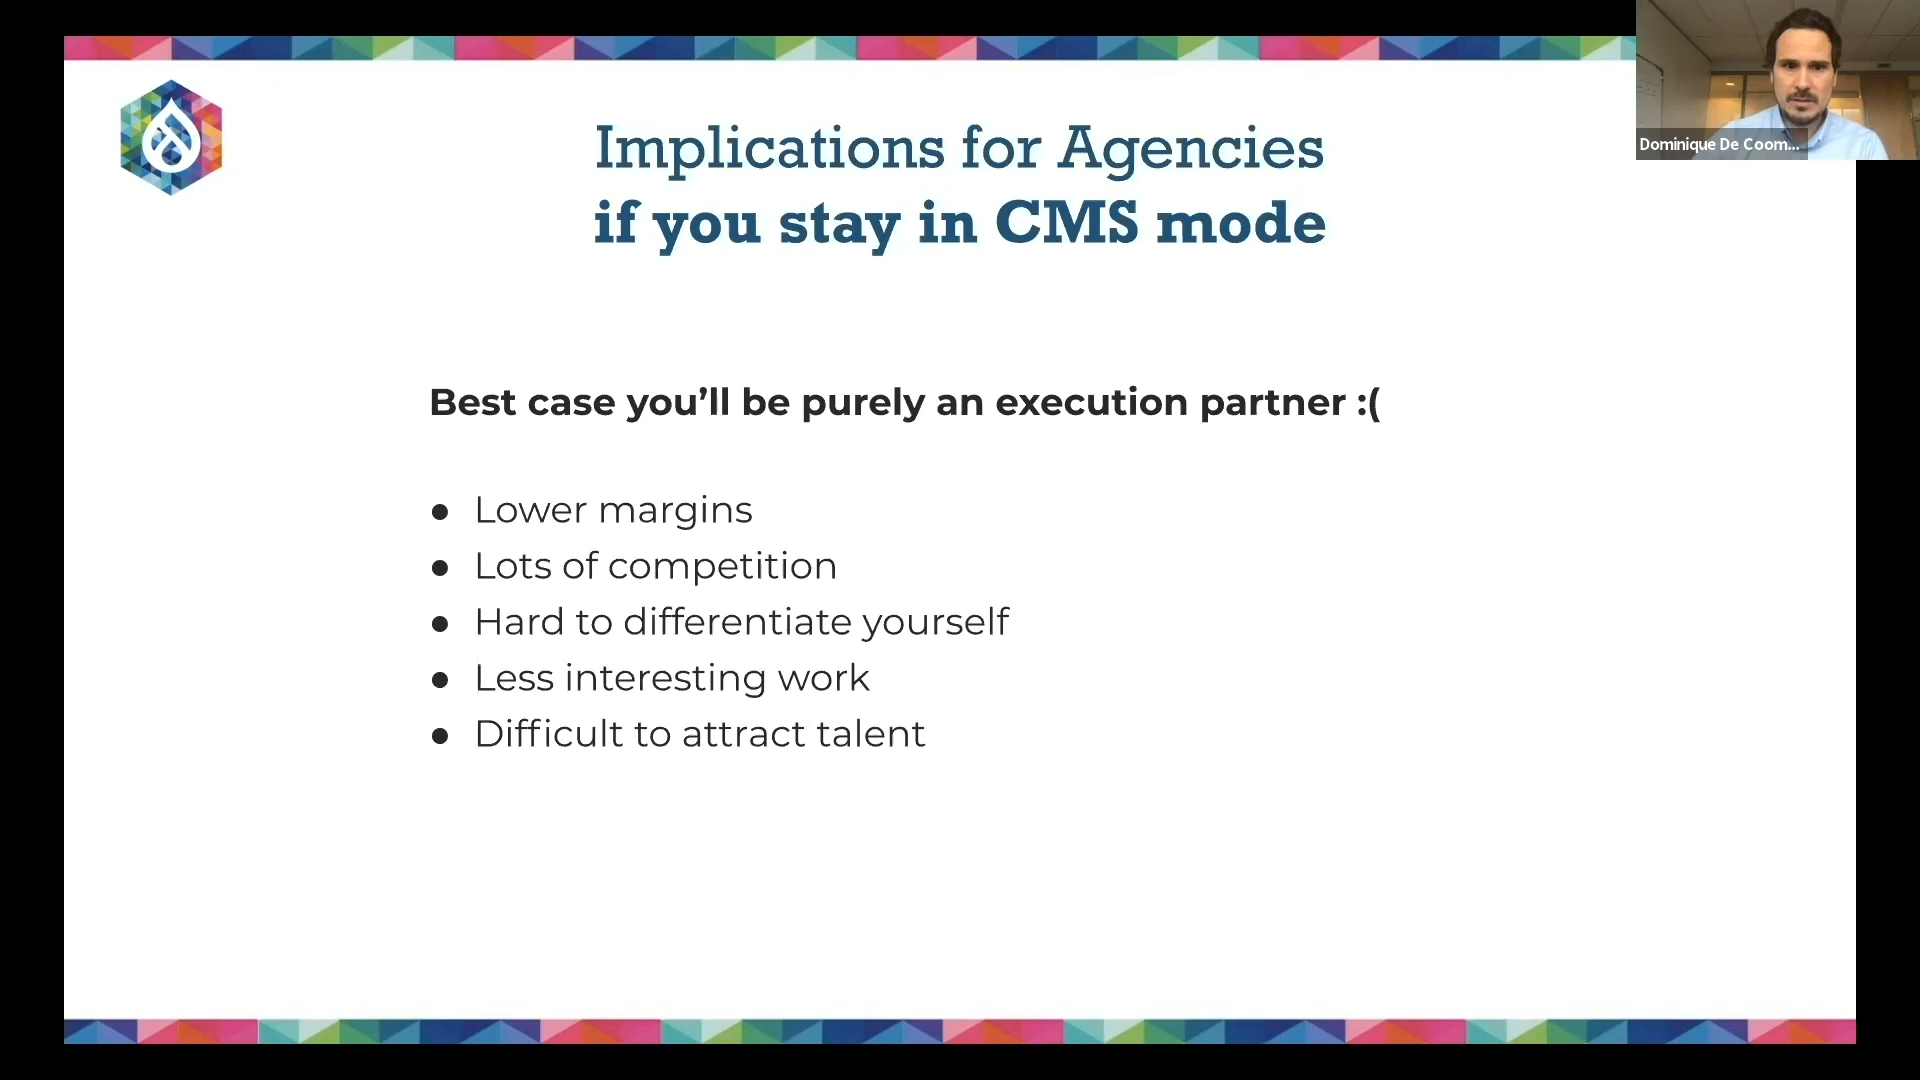 Implications for Agencies
if you stay in CMS mode
Best case you’ll be purely an execution partner :(
● Lower margins
● Lots of competition
● Hard to differentiate yourself
● Less interesting work
● Difficult to attract talent
Dominique De Coom...